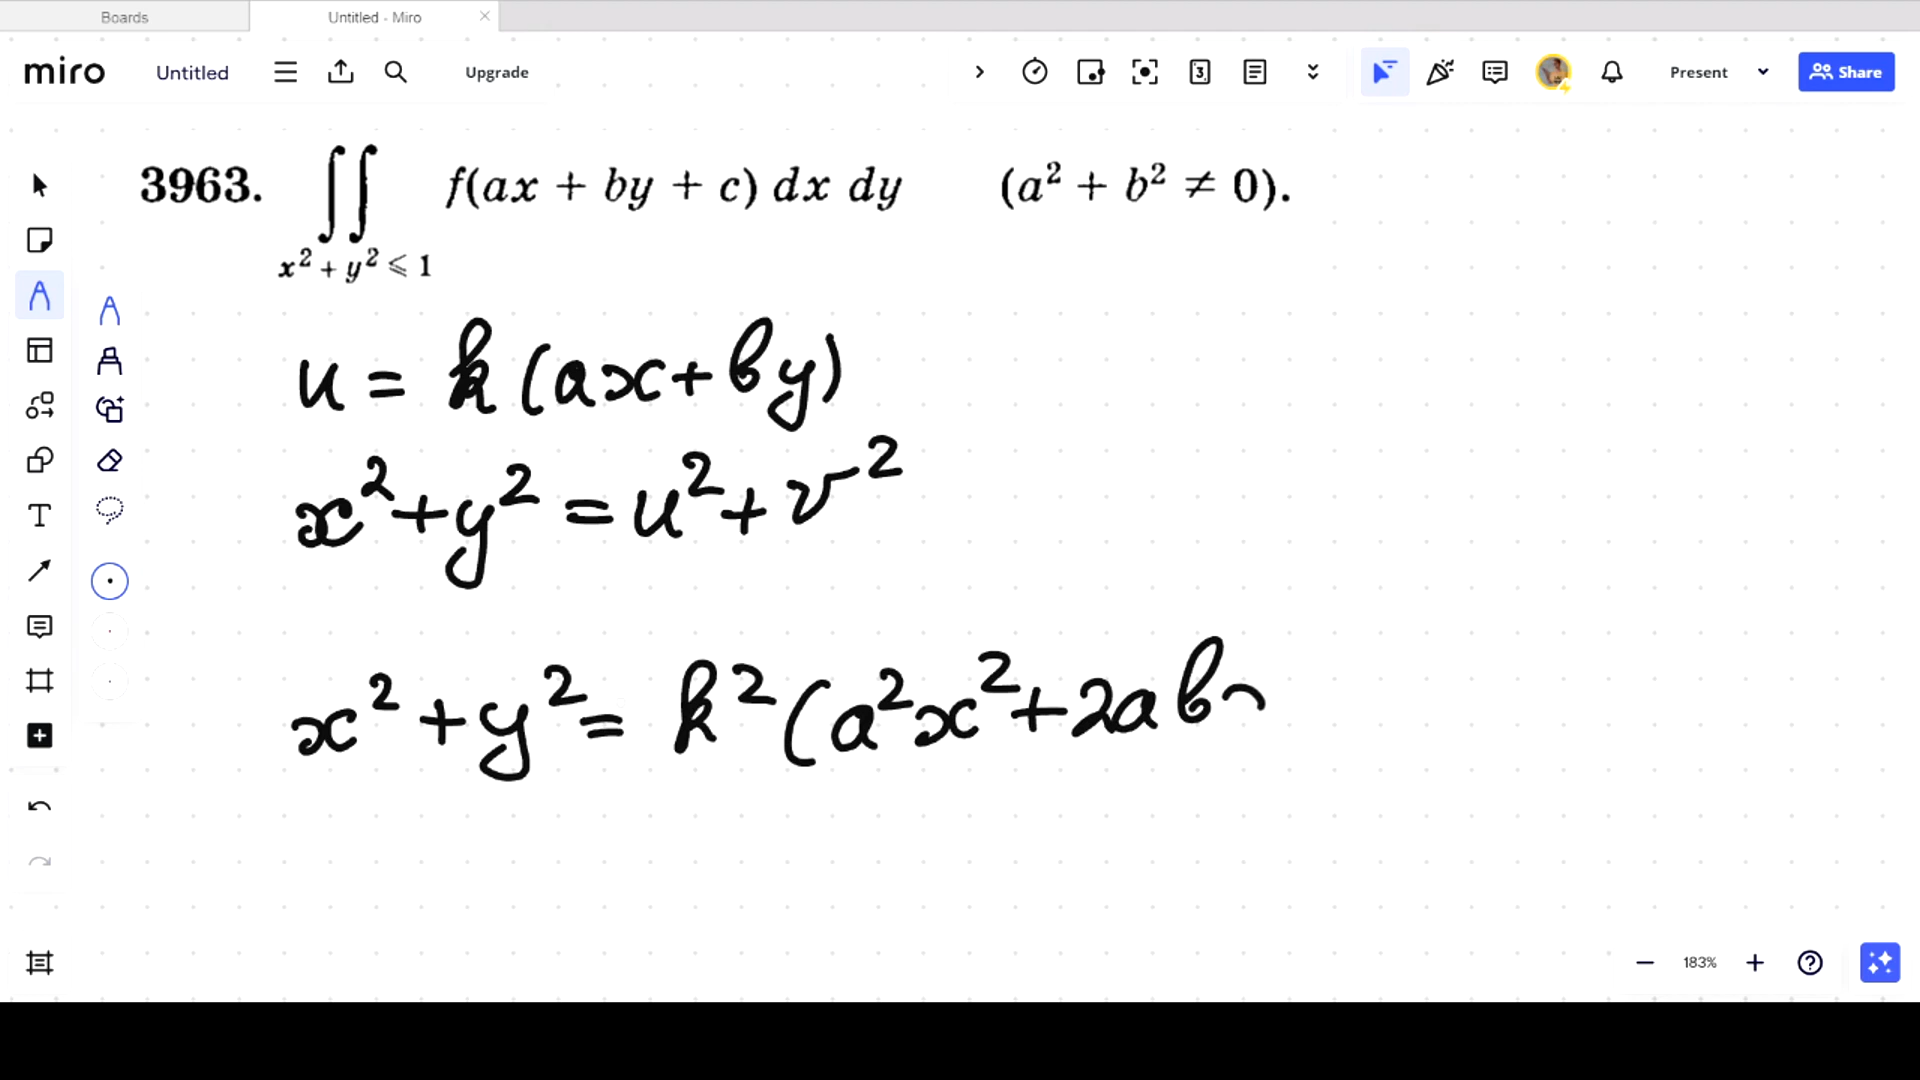 Boards
Untitled - Miro
miro Untitled Upgrade 3 Present Share
3963. ∬ f(ax + by + c) dx dy (a² + b² ≠ 0).
x² + y² ⩽ 1
u = k (ax + by)
x² + y² = u² + v²
x² + y² = k² (a²x² + 2ab
183%